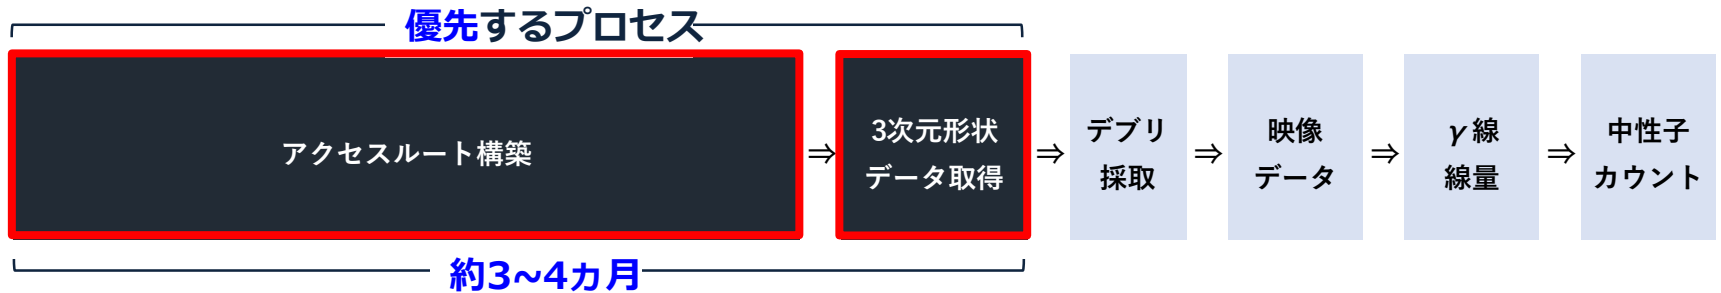 優先するプロセス
アクセスルート構築
⇒
3次元形状
データ取得
⇒
デブリ
採取
⇒
映像
データ
⇒
γ線
線量
⇒
中性子
カウント
約3~4ヵ月